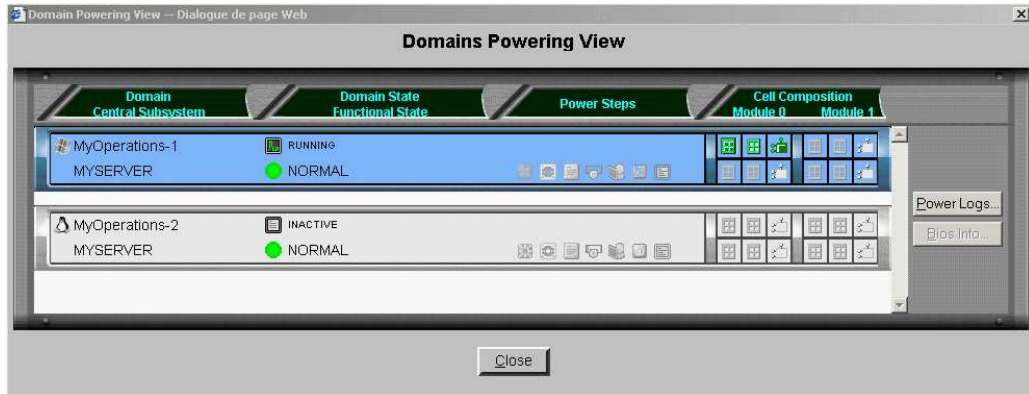 Domain Powering View -- Dialogue de page Web
Domains Powering View
Domain
Central Subsystem
Domain State
Functional State
Power Steps
Cell Composition
Module 0 Module 1
MyOperations-1 RUNNING
MYSERVER NORMAL
MyOperations-2 INACTIVE
MYSERVER NORMAL
Power Logs...
Bios Info...
Close